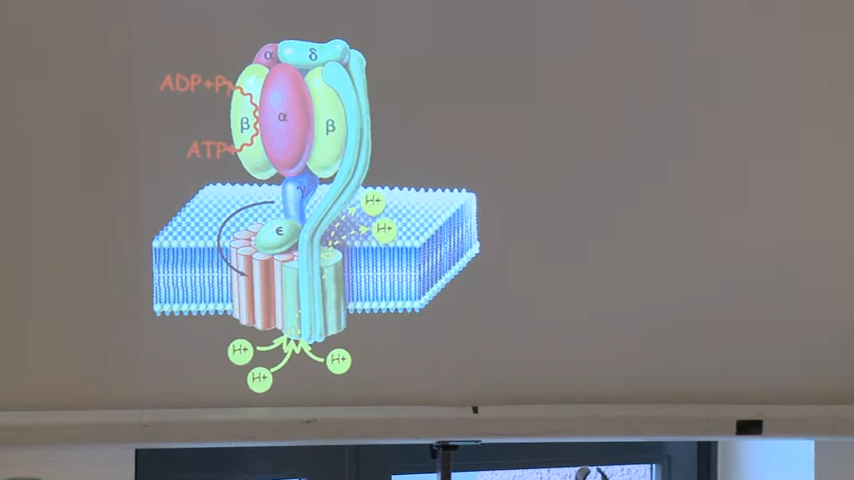 α δ
ADP+Pi
β α β
ATP
γ
H+
ε H+
H+ H+
H+